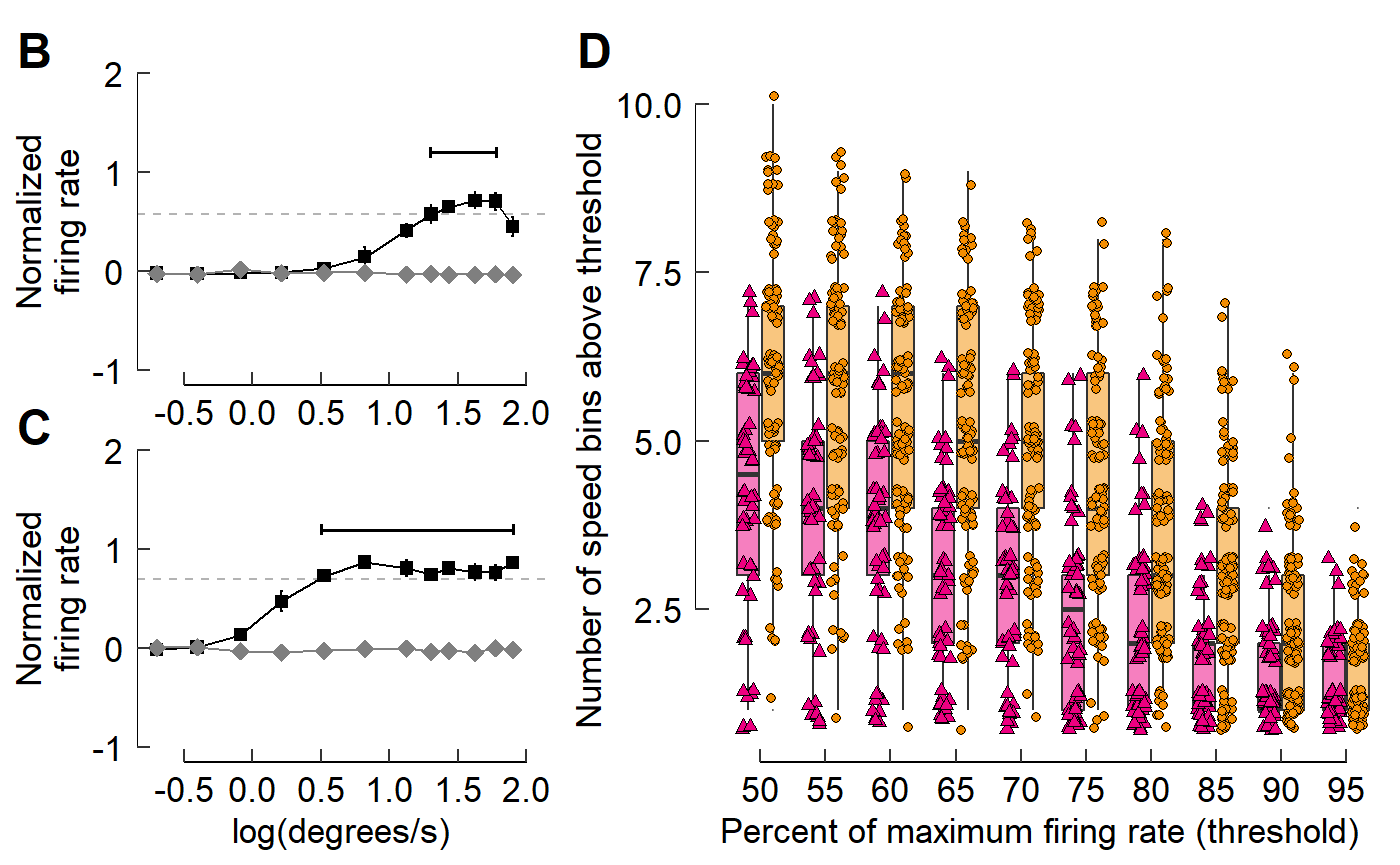 B
2
1
0
-1
Normalized
firing rate
-0.5 0.0 0.5 1.0 1.5 2.0
C
2
1
0
-1
Normalized
firing rate
-0.5 0.0 0.5 1.0 1.5 2.0
log(degrees/s)
D
10.0
7.5
5.0
2.5
Number of speed bins above threshold
50 55 60 65 70 75 80 85 90 95
Percent of maximum firing rate (threshold)